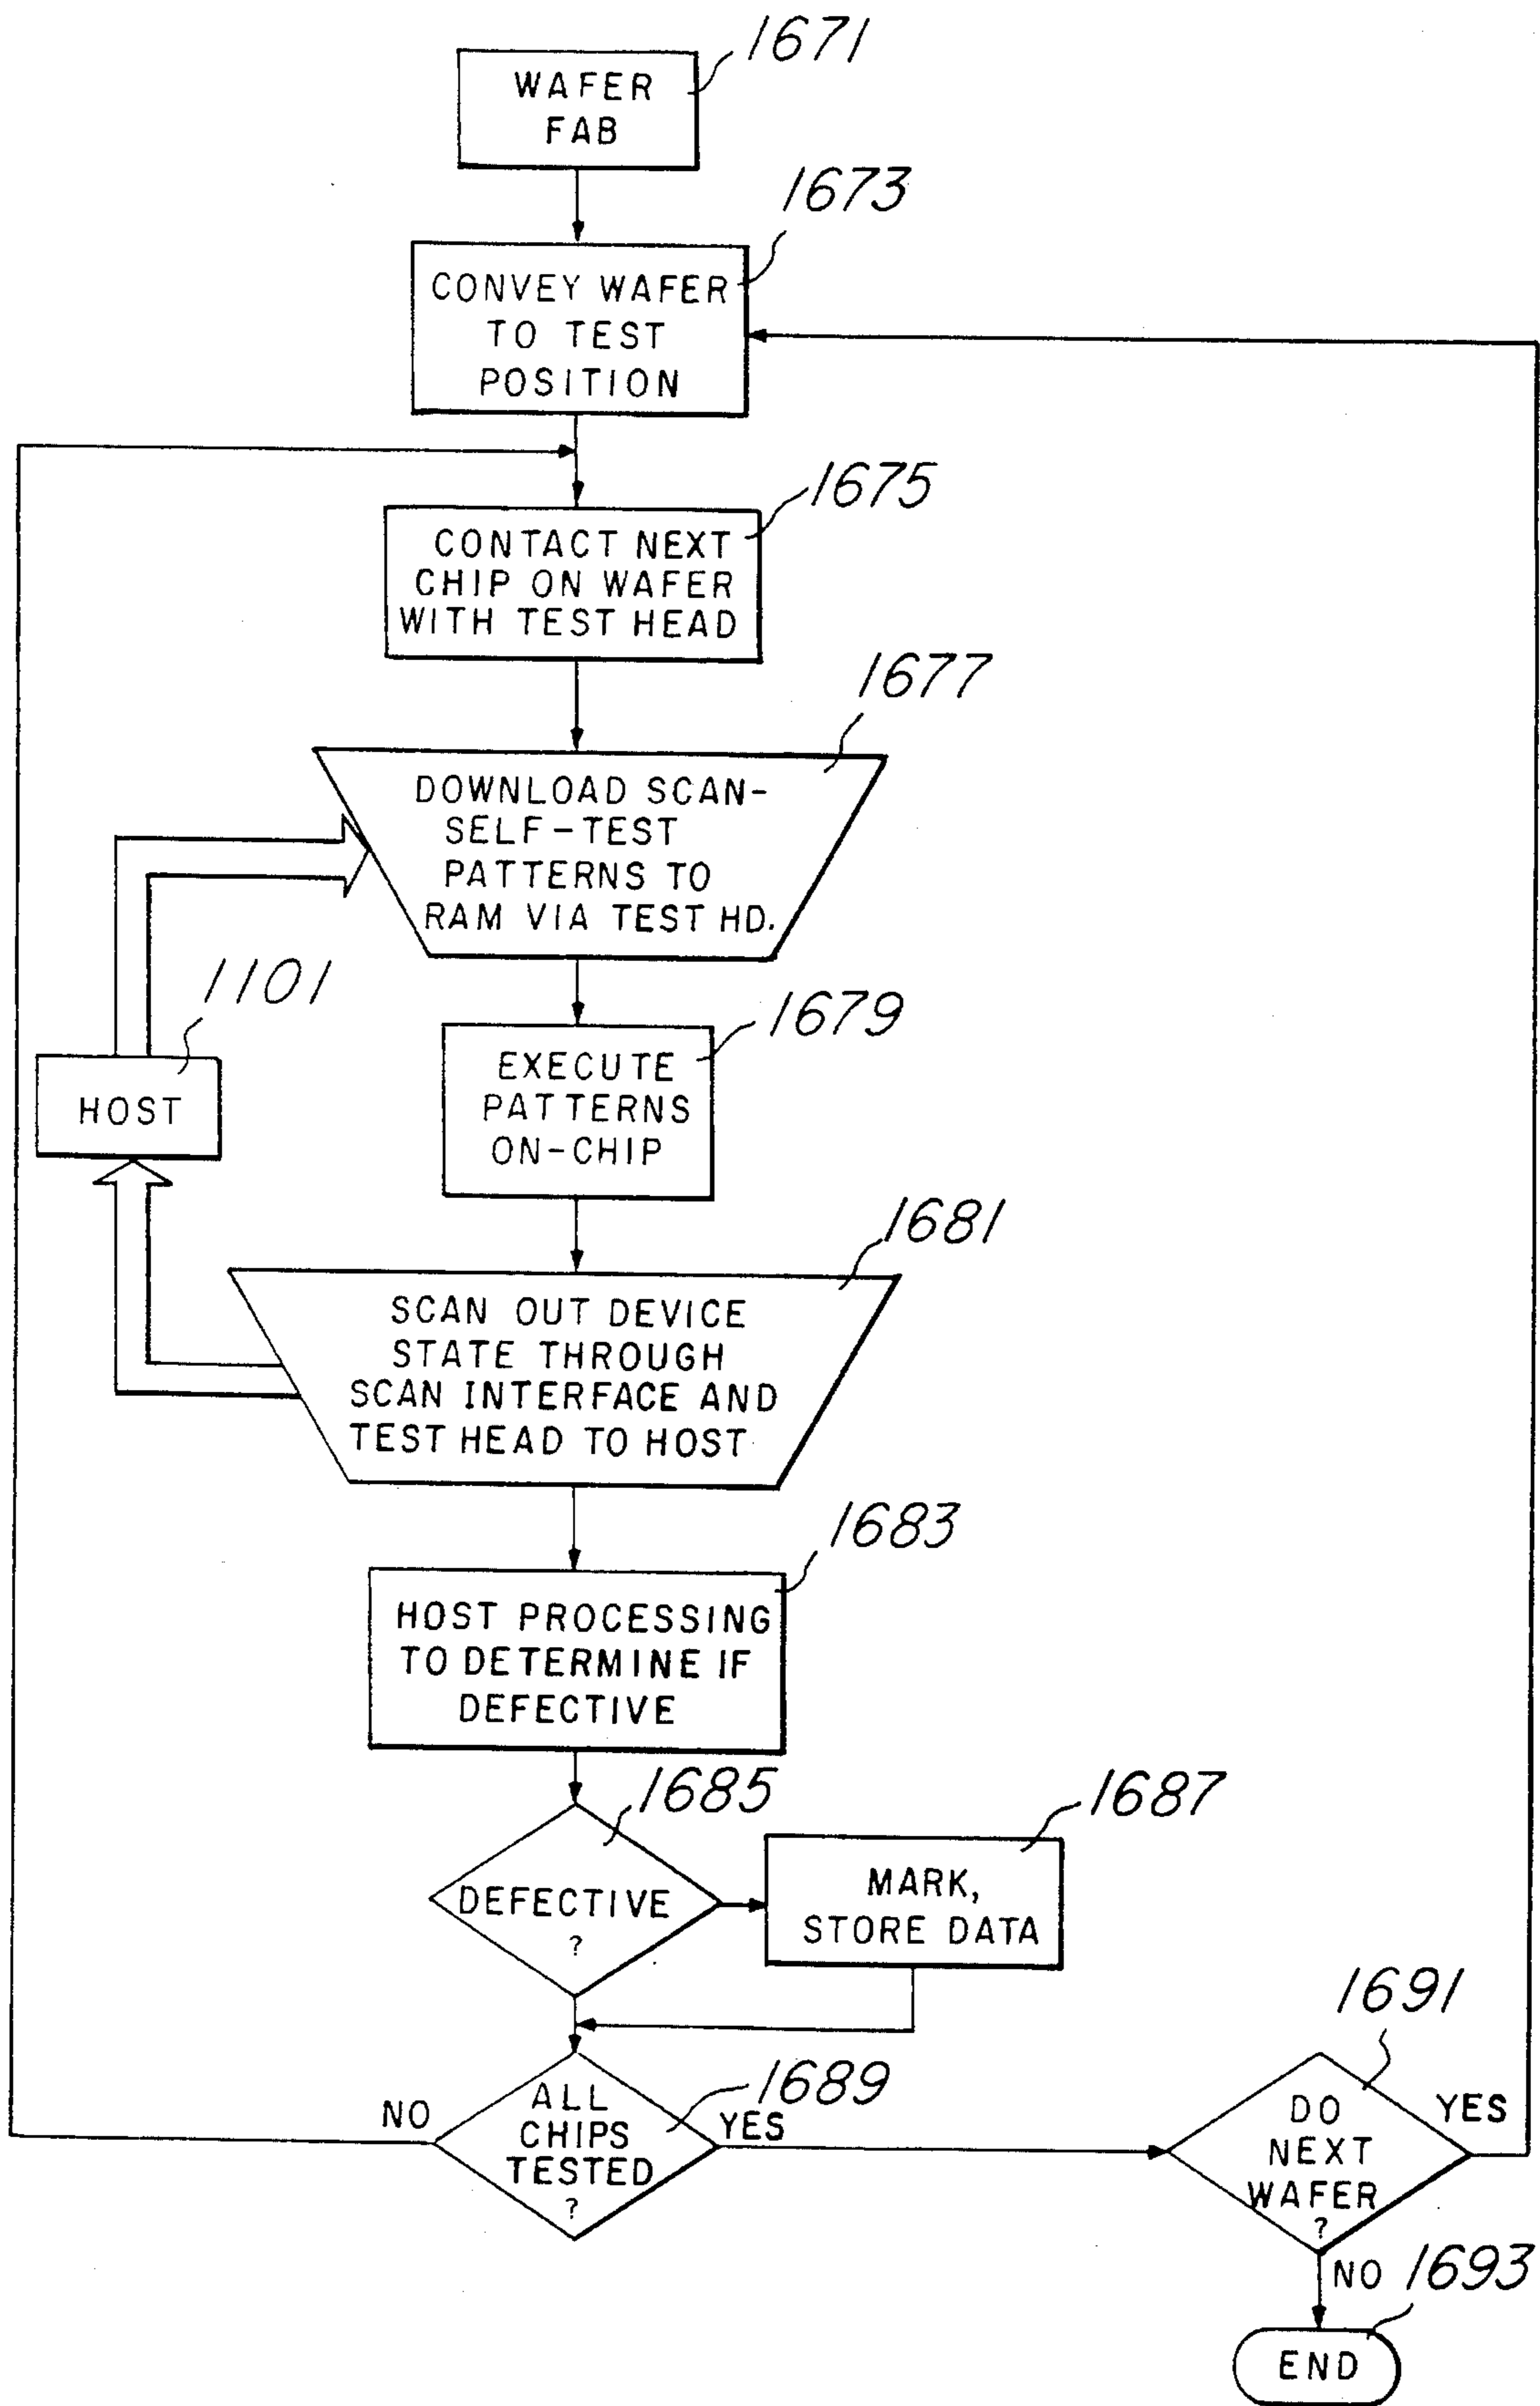 1671
WAFER
FAB
1673
CONVEY WAFER
TO TEST
POSITION
1675
CONTACT NEXT
CHIP ON WAFER
WITH TEST HEAD
1677
DOWNLOAD SCAN-
SELF-TEST
PATTERNS TO
RAM VIA TEST HD.
1101
HOST
1679
EXECUTE
PATTERNS
ON-CHIP
1681
SCAN OUT DEVICE
STATE THROUGH
SCAN INTERFACE AND
TEST HEAD TO HOST
1683
HOST PROCESSING
TO DETERMINE IF
DEFECTIVE
1685
DEFECTIVE
?
1687
MARK,
STORE DATA
1689
NO
ALL
CHIPS
TESTED
?
YES
1691
DO
NEXT
WAFER
?
YES
NO
1693
END